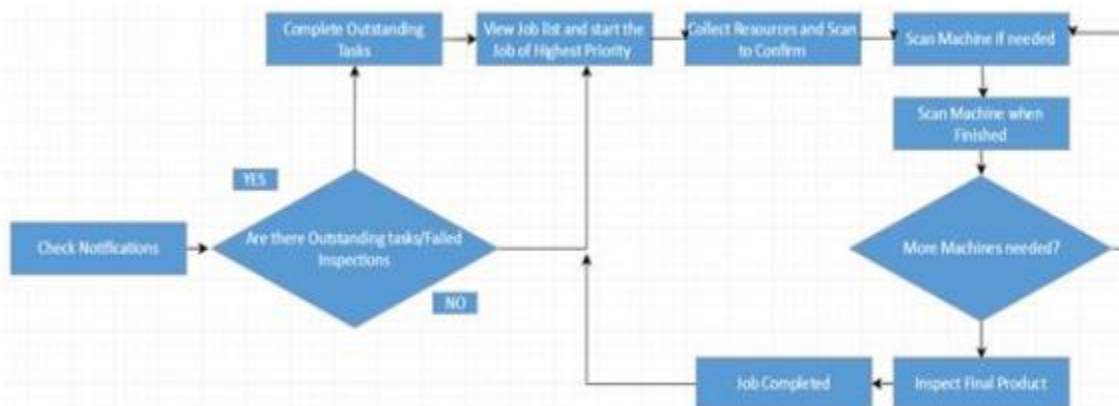 Complete Outstanding
Tasks
View Job list and start the
Job of Highest Priority
Collect Resources and Scan
to Confirm
Scan Machine if needed
Scan Machine when
Finished
YES
Check Notifications
Are there Outstanding tasks/Failed
Inspections
More Machines needed?
NO
Job Completed
Inspect Final Product